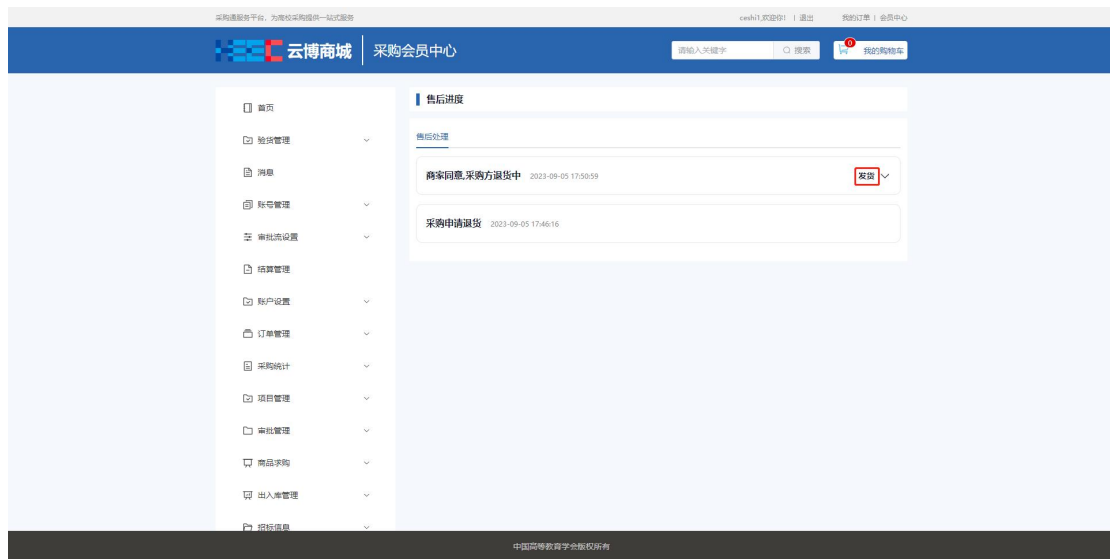 采购通服务平台，为高校采购提供一站式服务
ceshi1,欢迎你! | 退出 我的订单 | 会员中心
HEEC 云博商城 采购会员中心
请输入关键字 搜索 0 我的购物车
首页
验货管理
消息
账号管理
审批流设置
结算管理
账户设置
订单管理
采购统计
项目管理
审批管理
商品求购
出入库管理
招标信息
售后进度
售后处理
商家同意,采购方退货中 2023-09-05 17:50:59 发货
采购申请退货 2023-09-05 17:46:16
中国高等教育学会版权所有